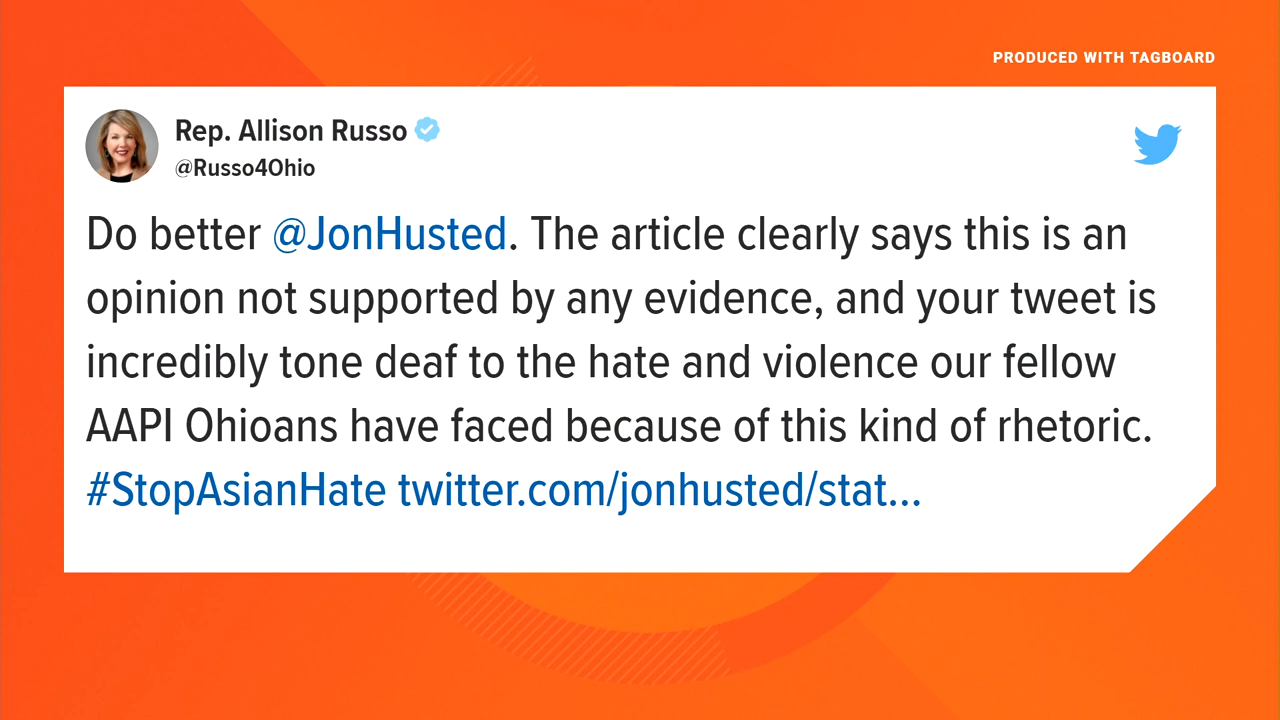 PRODUCED WITH TAGBOARD
Rep. Allison Russo
@Russo4Ohio
Do better @JonHusted. The article clearly says this is an
opinion not supported by any evidence, and your tweet is
incredibly tone deaf to the hate and violence our fellow
AAPI Ohioans have faced because of this kind of rhetoric.
#StopAsianHate twitter.com/jonhusted/stat...